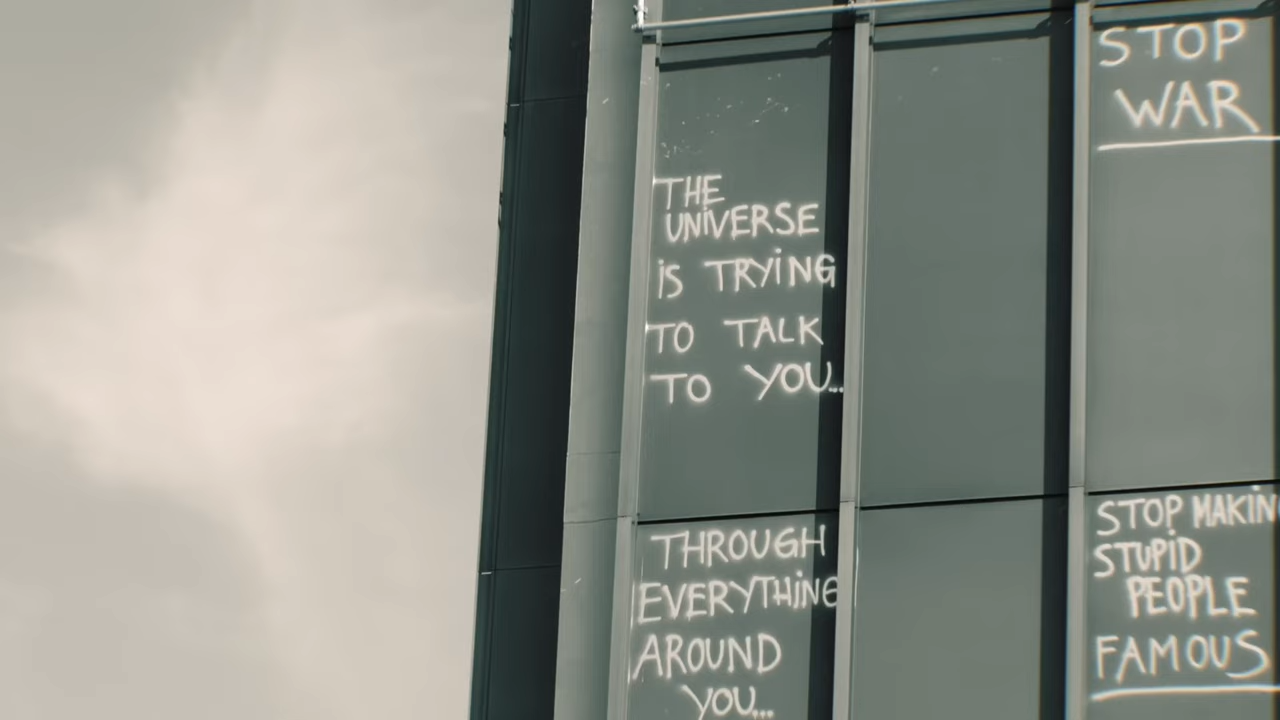 THE
UNIVERSE
IS TRYING
TO TALK
TO YOU...
THROUGH
EVERYTHING
AROUND
YOU...
STOP
WAR
STOP MAKIN
STUPID
PEOPLE
FAMOUS